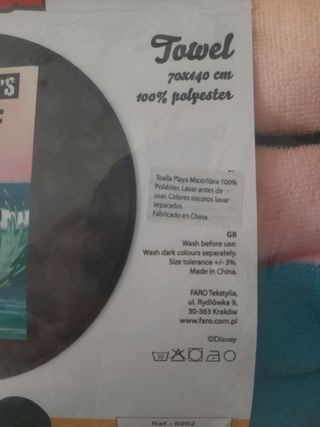 Towel
70x140 cm
100% polyester
'S
Toalla Playa Microfibra 100%
Poliéster. Lavar antes de
usar. Colores oscuros lavar
separados
Fabricado en China.
GB
Wash before use.
Wash dark colours separately.
Size tolerance +/- 3%.
Made in China.
FARO Tekstylia,
ul. Rydlówka 9,
30-363 Kraków
www.faro.com.pl
©Disney
Ref.: 6002